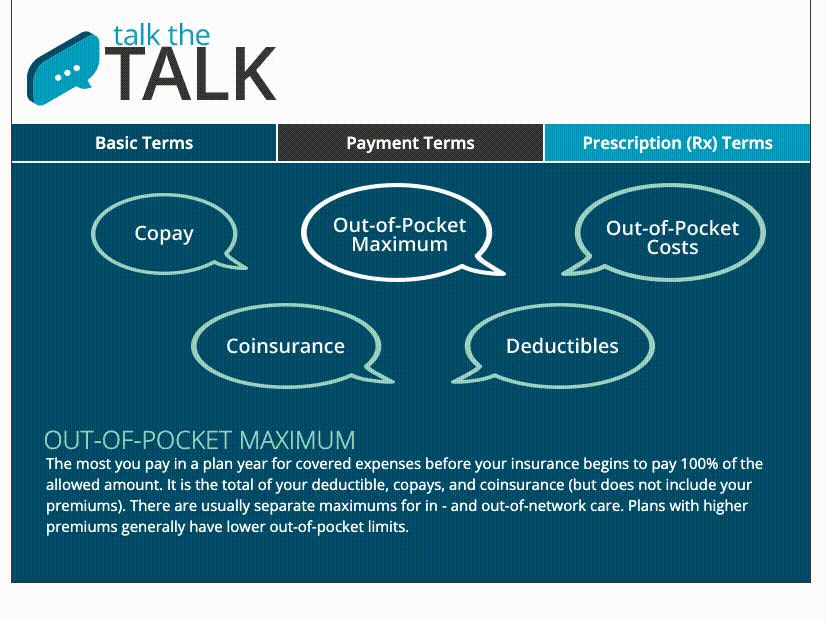 talk the
TALK
Basic Terms
Payment Terms
Prescription (Rx) Terms
Copay
Out-of-Pocket
Maximum
Out-of-Pocket
Costs
Coinsurance
Deductibles
OUT-OF-POCKET MAXIMUM
The most you pay in a plan year for covered expenses before your insurance begins to pay 100% of the
allowed amount. It is the total of your deductible, copays, and coinsurance (but does not include your
premiums). There are usually separate maximums for in - and out-of-network care. Plans with higher
premiums generally have lower out-of-pocket limits.